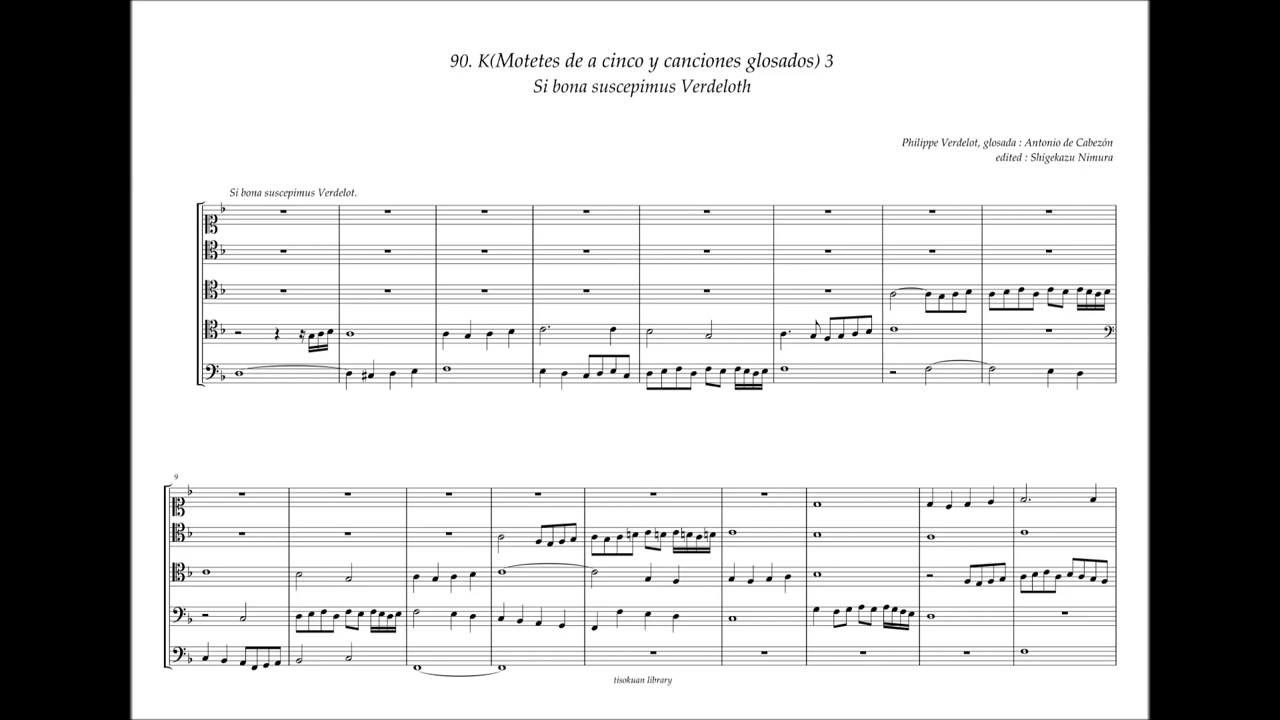 90. K(Motetes de a cinco y canciones glosados) 3
Si bona suscepimus Verdeloth
Philippe Verdelot, glosada : Antonio de Cabezón
edited : Shigekazu Nimura
Si bona suscepimus Verdelot.
9
tisokuan library